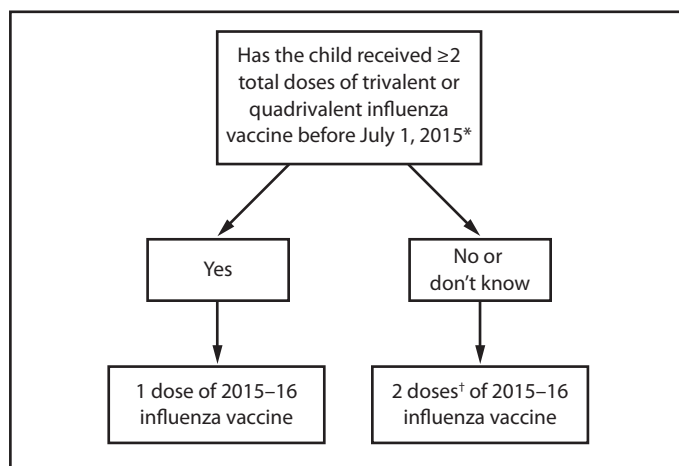 Has the child received ≥2
total doses of trivalent or
quadrivalent influenza
vaccine before July 1, 2015*
Yes
No or
don’t know
1 dose of 2015–16
influenza vaccine
2 doses† of 2015–16
influenza vaccine